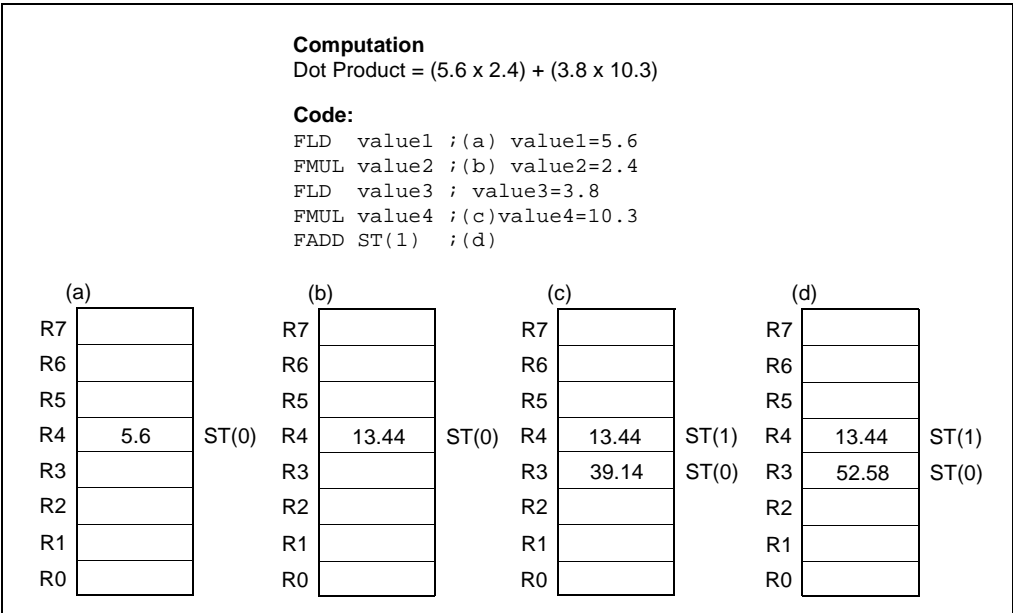 Computation
Dot Product = (5.6 x 2.4) + (3.8 x 10.3)
Code:
FLD value1 ;(a) value1=5.6
FMUL value2 ;(b) value2=2.4
FLD value3 ; value3=3.8
FMUL value4 ;(c)value4=10.3
FADD ST(1) ;(d)
(a) (b) (c) (d)
R7 R7 R7 R7
R6 R6 R6 R6
R5 R5 R5 R5
R4 5.6 ST(0) R4 13.44 ST(0) R4 13.44 ST(1) R4 13.44 ST(1)
R3 R3 R3 39.14 ST(0) R3 52.58 ST(0)
R2 R2 R2 R2
R1 R1 R1 R1
R0 R0 R0 R0